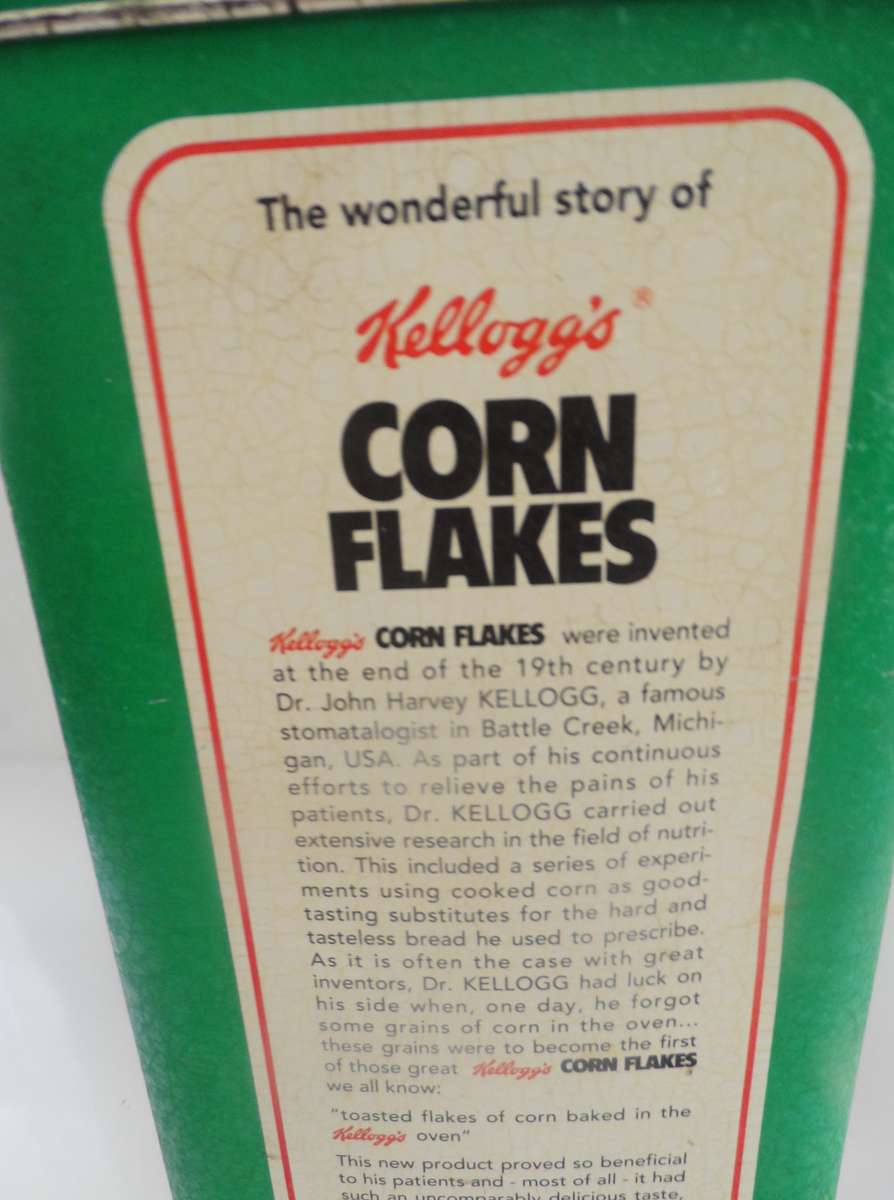 The wonderful story of
Kellogg's®
CORN
FLAKES
Kellogg's CORN FLAKES were invented
at the end of the 19th century by
Dr. John Harvey KELLOGG, a famous
stomatalogist in Battle Creek, Michi-
gan, USA. As part of his continuous
efforts to relieve the pains of his
patients, Dr. KELLOGG carried out
extensive research in the field of nutri-
tion. This included a series of experi-
ments using cooked corn as good-
tasting substitutes for the hard and
tasteless bread he used to prescribe.
As it is often the case with great
inventors, Dr. KELLOGG had luck on
his side when, one day, he forgot
some grains of corn in the oven...
these grains were to become the first
of those great Kellogg's CORN FLAKES
we all know:
"toasted flakes of corn baked in the
Kellogg's oven"
This new product proved so beneficial
to his patients and - most of all - it had
such an uncomparably delicious taste,